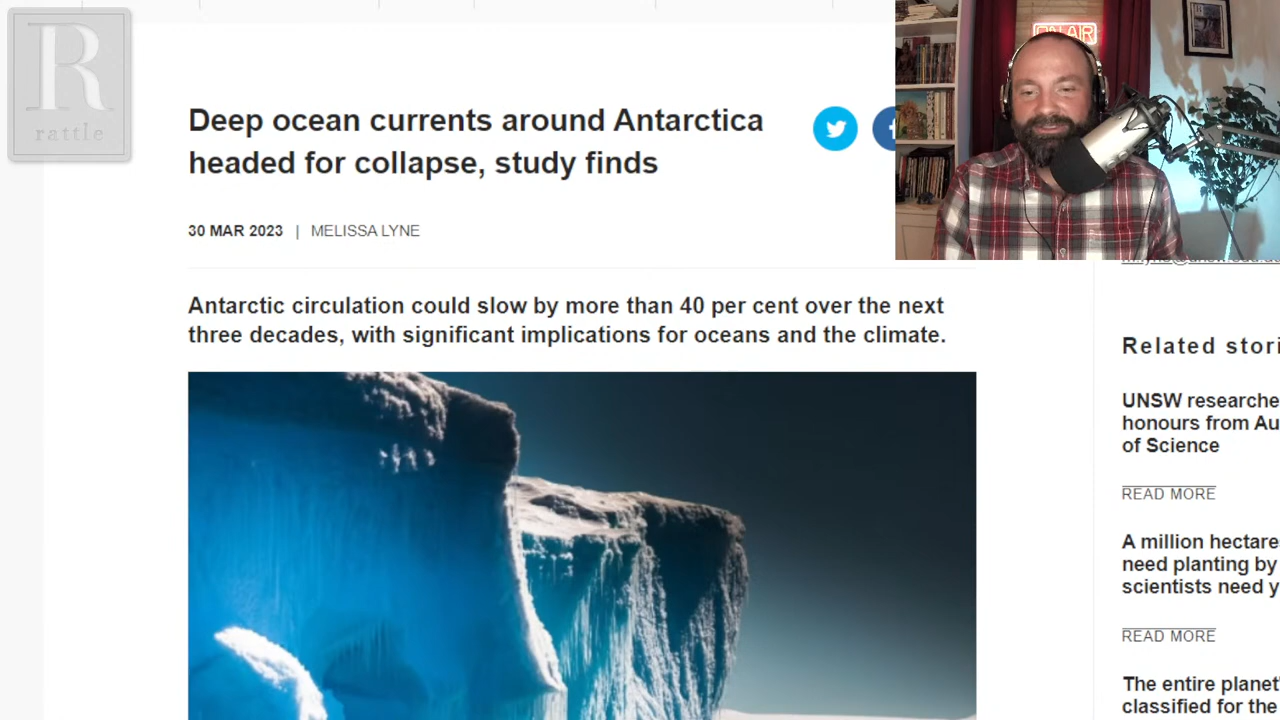 R
rattle
ON AIR
Deep ocean currents around Antarctica
headed for collapse, study finds
30 MAR 2023 | MELISSA LYNE
Antarctic circulation could slow by more than 40 per cent over the next
three decades, with significant implications for oceans and the climate.
Related stori
UNSW researche
honours from Au
of Science
READ MORE
A million hectare
need planting by
scientists need y
READ MORE
The entire planet'
classified for the